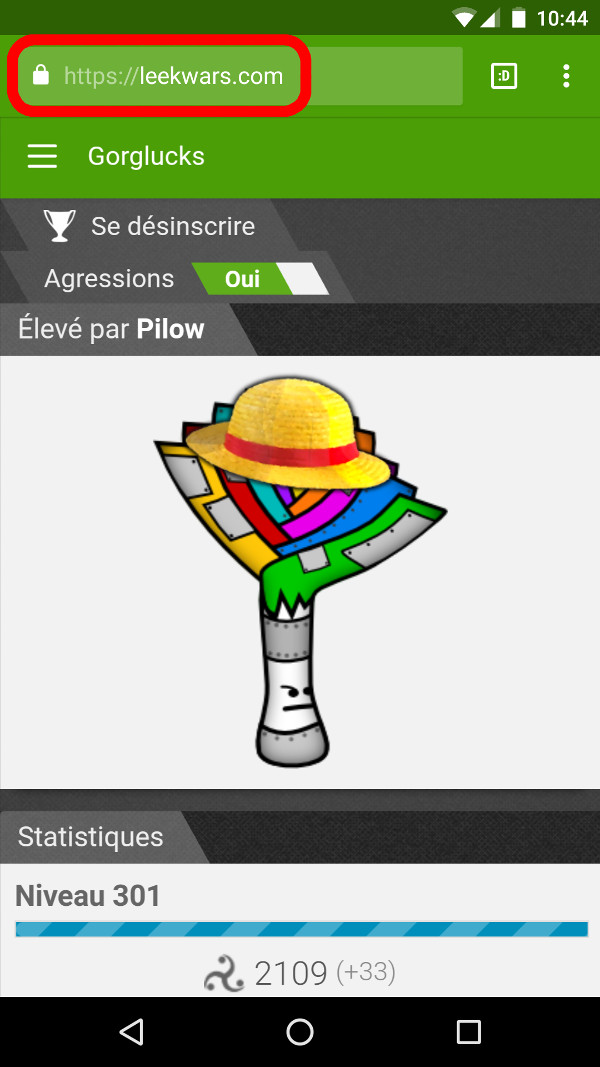 10:44
https://leekwars.com
:D
Gorglucks
Se désinscrire
Agressions Oui
Élevé par Pilow
Statistiques
Niveau 301
2109 (+33)